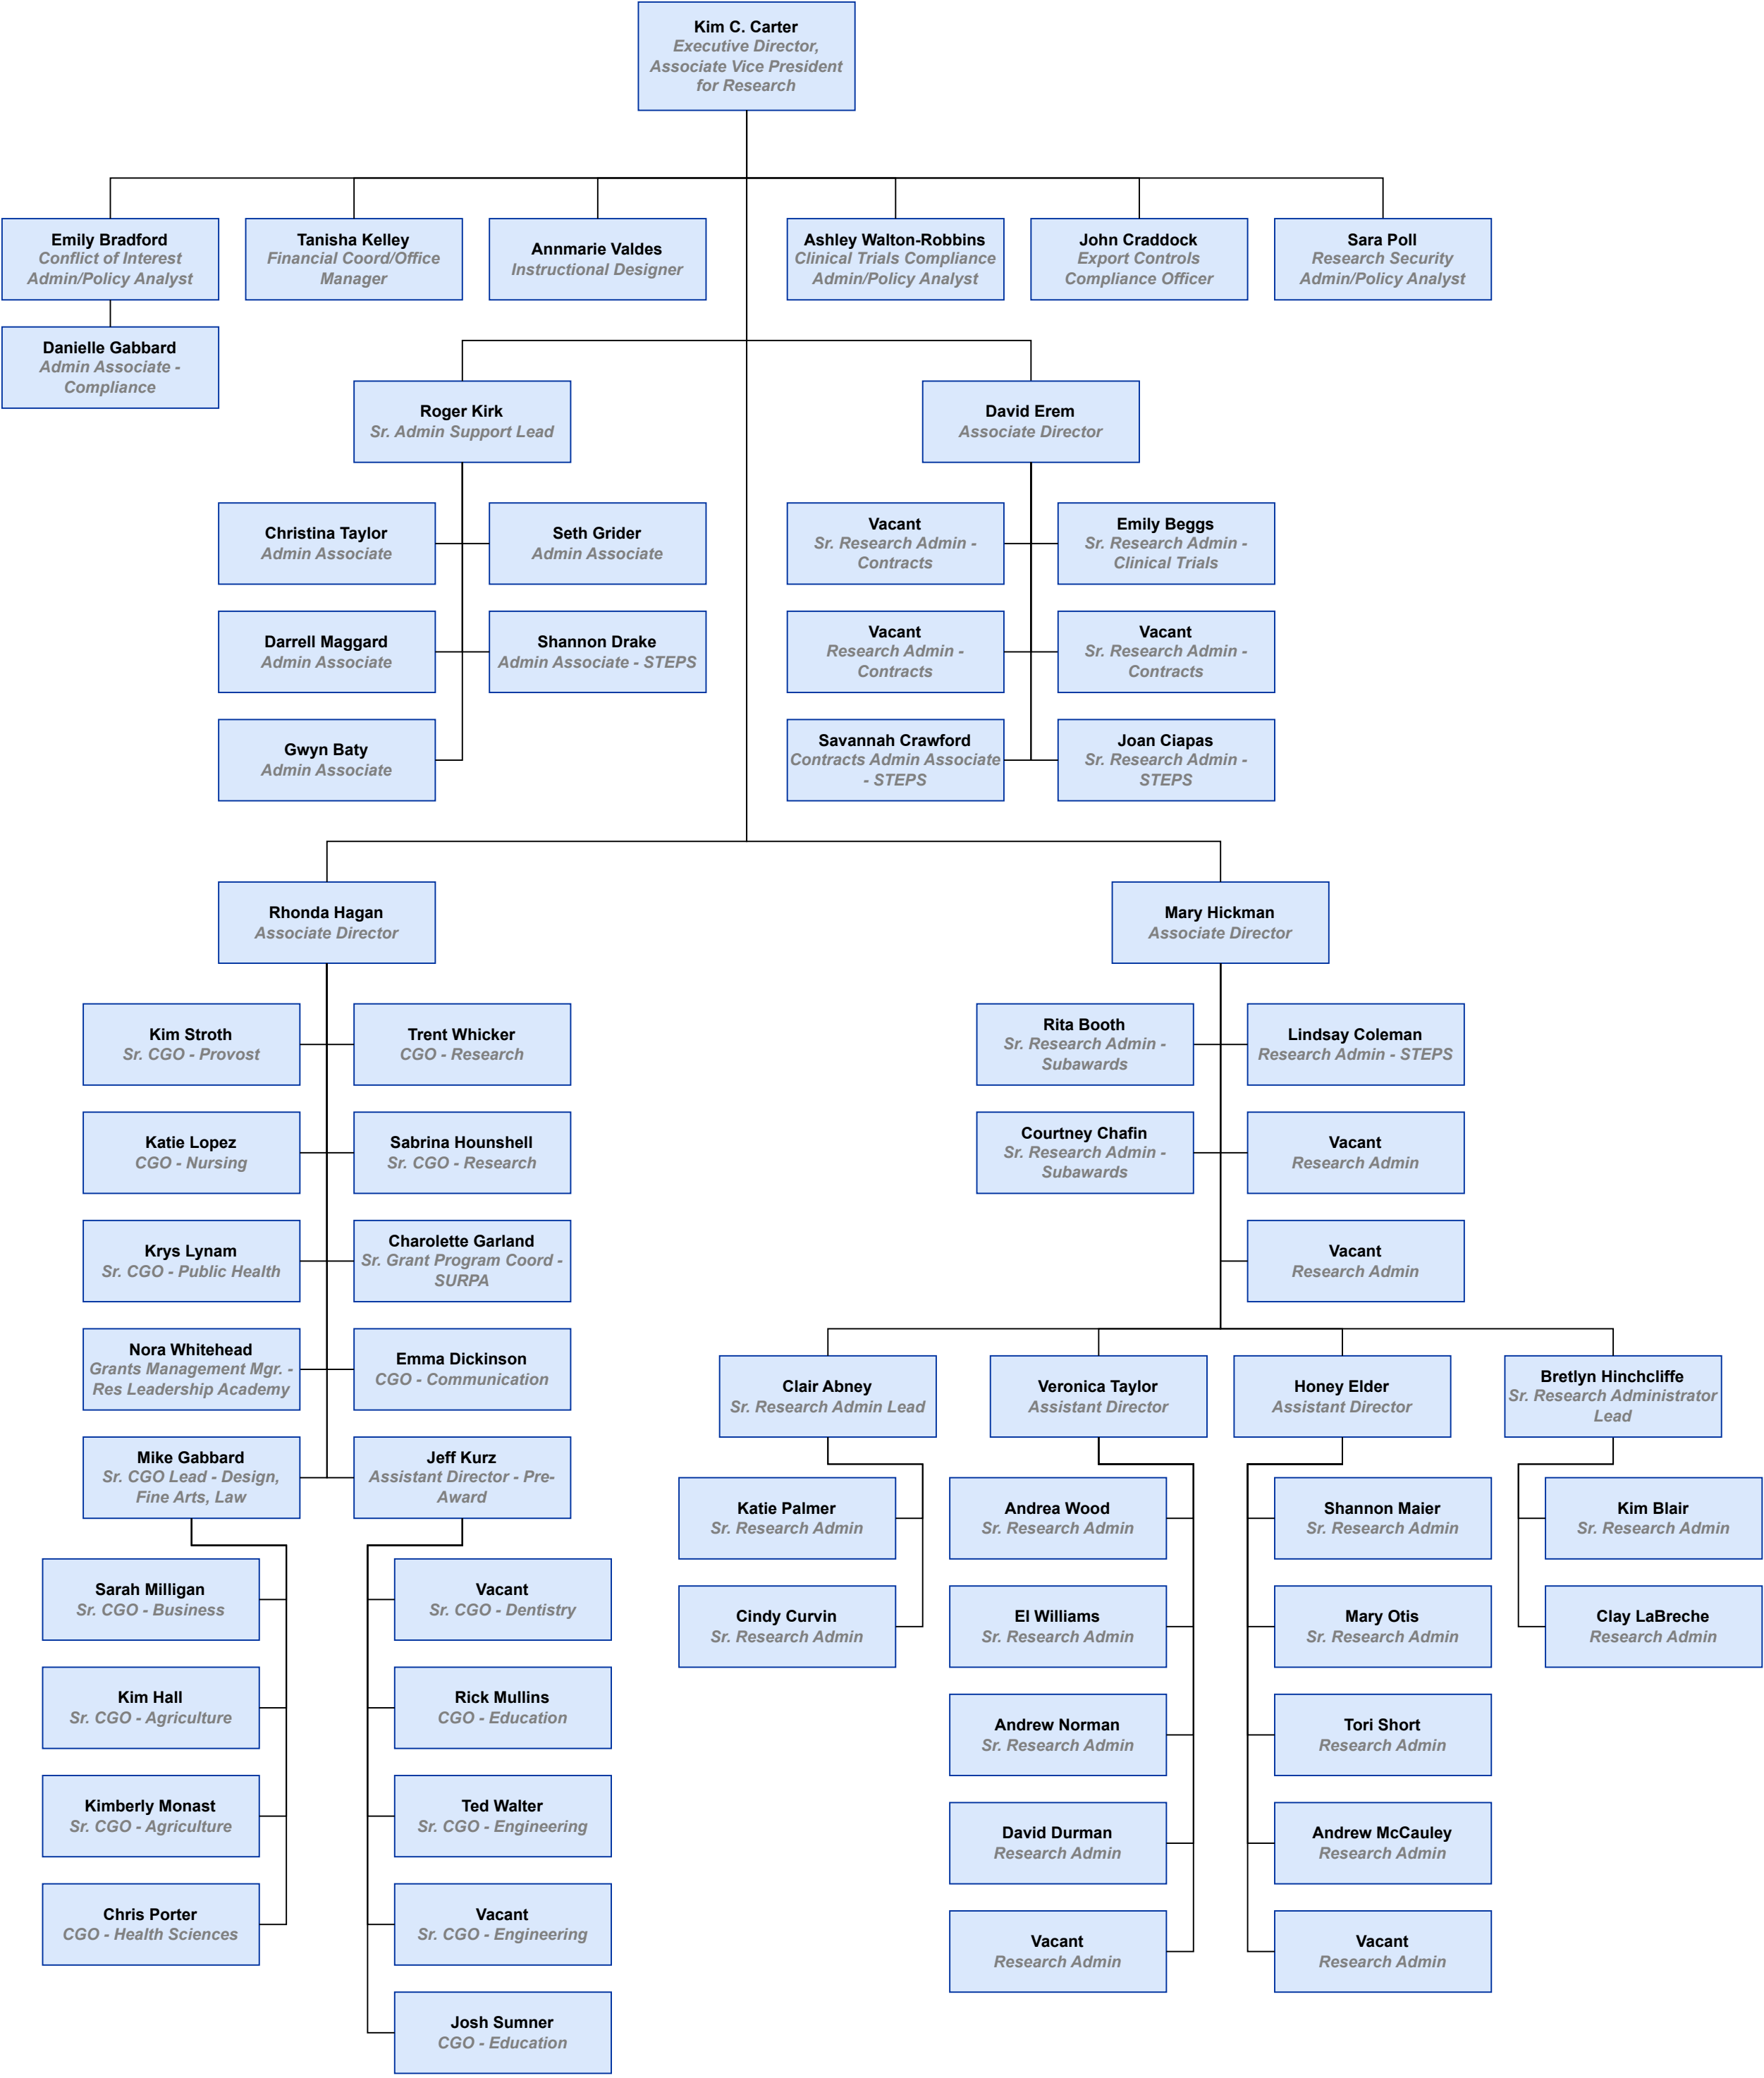 Kim C. Carter
Executive Director,
Associate Vice President
for Research
Emily Bradford
Conflict of Interest
Admin/Policy Analyst
Tanisha Kelley
Financial Coord/Office
Manager
Annmarie Valdes
Instructional Designer
Ashley Walton-Robbins
Clinical Trials Compliance
Admin/Policy Analyst
John Craddock
Export Controls
Compliance Officer
Sara Poll
Research Security
Admin/Policy Analyst
Danielle Gabbard
Admin Associate -
Compliance
Roger Kirk
Sr. Admin Support Lead
David Erem
Associate Director
Christina Taylor
Admin Associate
Seth Grider
Admin Associate
Darrell Maggard
Admin Associate
Shannon Drake
Admin Associate - STEPS
Gwyn Baty
Admin Associate
Vacant
Sr. Research Admin -
Contracts
Emily Beggs
Sr. Research Admin -
Clinical Trials
Vacant
Research Admin -
Contracts
Vacant
Sr. Research Admin -
Contracts
Savannah Crawford
Contracts Admin Associate
- STEPS
Joan Ciapas
Sr. Research Admin -
STEPS
Rhonda Hagan
Associate Director
Mary Hickman
Associate Director
Kim Stroth
Sr. CGO - Provost
Trent Whicker
CGO - Research
Katie Lopez
CGO - Nursing
Sabrina Hounshell
Sr. CGO - Research
Krys Lynam
Sr. CGO - Public Health
Charolette Garland
Sr. Grant Program Coord -
SURPA
Nora Whitehead
Grants Management Mgr. -
Res Leadership Academy
Emma Dickinson
CGO - Communication
Mike Gabbard
Sr. CGO Lead - Design,
Fine Arts, Law
Jeff Kurz
Assistant Director - Pre-
Award
Sarah Milligan
Sr. CGO - Business
Kim Hall
Sr. CGO - Agriculture
Kimberly Monast
Sr. CGO - Agriculture
Chris Porter
CGO - Health Sciences
Vacant
Sr. CGO - Dentistry
Rick Mullins
CGO - Education
Ted Walter
Sr. CGO - Engineering
Vacant
Sr. CGO - Engineering
Josh Sumner
CGO - Education
Rita Booth
Sr. Research Admin -
Subawards
Lindsay Coleman
Research Admin - STEPS
Courtney Chafin
Sr. Research Admin -
Subawards
Vacant
Research Admin
Vacant
Research Admin
Clair Abney
Sr. Research Admin Lead
Veronica Taylor
Assistant Director
Honey Elder
Assistant Director
Bretlyn Hinchcliffe
Sr. Research Administrator
Lead
Katie Palmer
Sr. Research Admin
Cindy Curvin
Sr. Research Admin
Andrea Wood
Sr. Research Admin
El Williams
Sr. Research Admin
Andrew Norman
Sr. Research Admin
David Durman
Research Admin
Vacant
Research Admin
Shannon Maier
Sr. Research Admin
Mary Otis
Sr. Research Admin
Tori Short
Research Admin
Andrew McCauley
Research Admin
Vacant
Research Admin
Kim Blair
Sr. Research Admin
Clay LaBreche
Research Admin